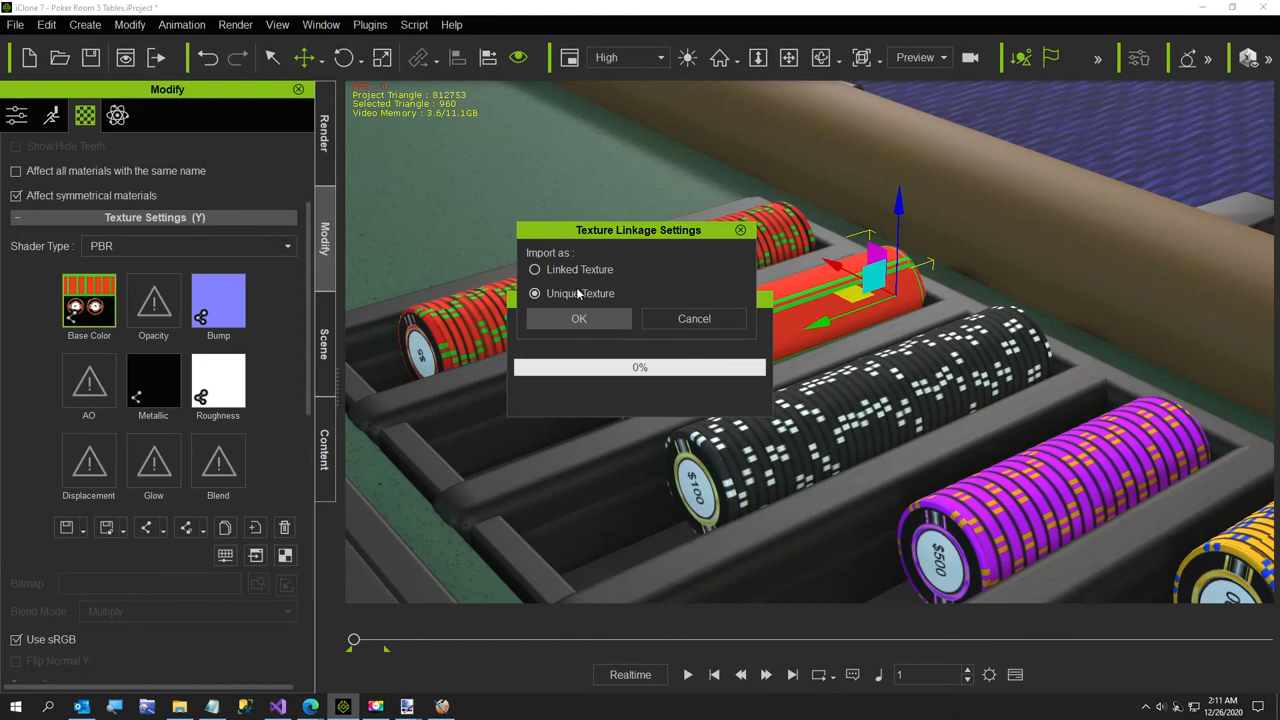 iClone 7 - Poker Room 5 Tables.iProject *
File Edit Create Modify Animation Render View Window Plugins Script Help
High
Preview
»
»
»
Modify
Render
Modify
Scene
Content
Project Triangle : 812753
Selected Triangle : 960
Video Memory : 3.6/11.1GB
Show/Hide Teeth
Affect all materials with the same name
Affect symmetrical materials
Texture Settings (Y)
Shader Type : PBR
Base Color Opacity Bump
AO Metallic Roughness
Displacement Glow Blend
Bitmap
Blend Mode : Multiply
Use sRGB
Flip Normal Y
Texture Linkage Settings
Import as :
Linked Texture
Unique Texture
OK Cancel
0%
$100
$500
Realtime
1
2:11 AM
12/26/2020